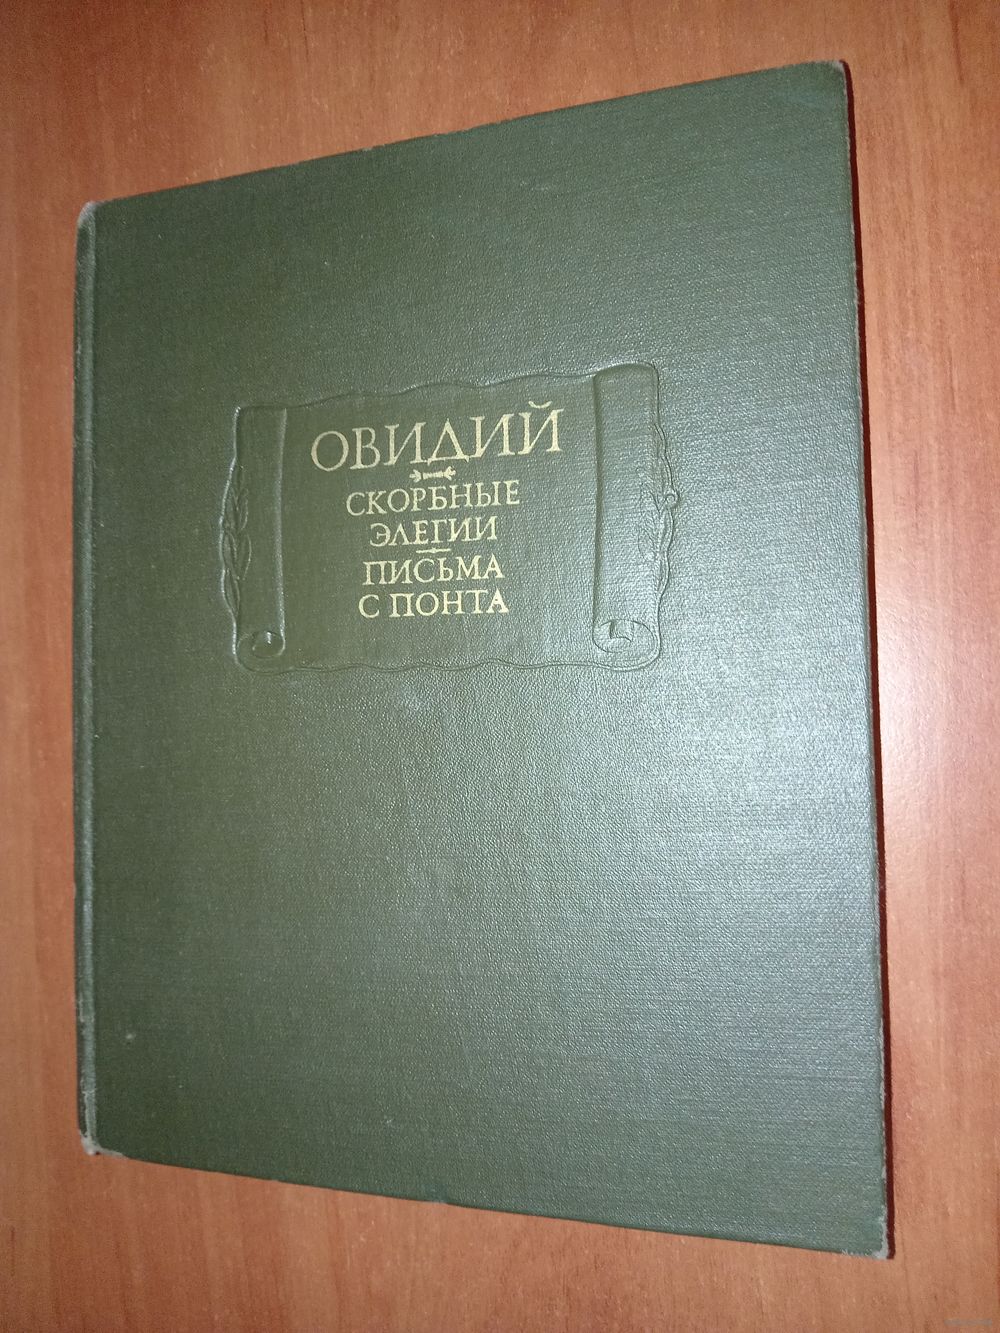 ОВИДИЙ
СКОРБНЫЕ
ЭЛЕГИИ
ПИСЬМА
С ПОНТА